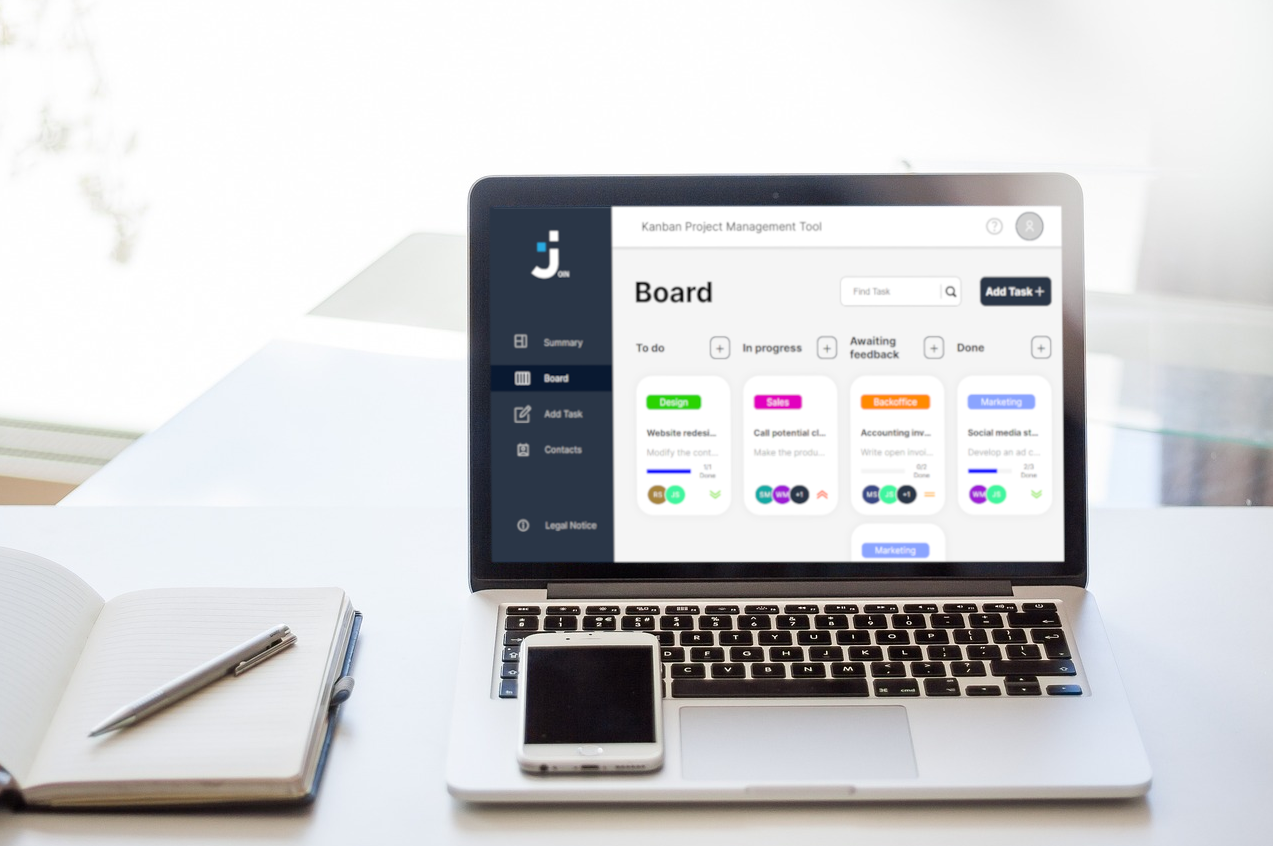 ON
Kanban Project Management Tool
?
Board
Find Task
Add Task+
Summary
Board
Add Task
Contacts
Legal Notice
To do +
In progress +
Awaiting
feedback +
Done +
Design
Website redesi...
Modify the cont...
1/1
Done
RS JS
Sales
Call potential cl...
Make the produ...
SM WM +1
Backoffice
Accounting inv...
Write open invoi...
0/2
Done
MS JS +1
Marketing
Social media st...
Develop an ad c...
2/3
Done
WM JS
Marketing
R T Y U I O P
D F G H J K L
C V B N M
cmd